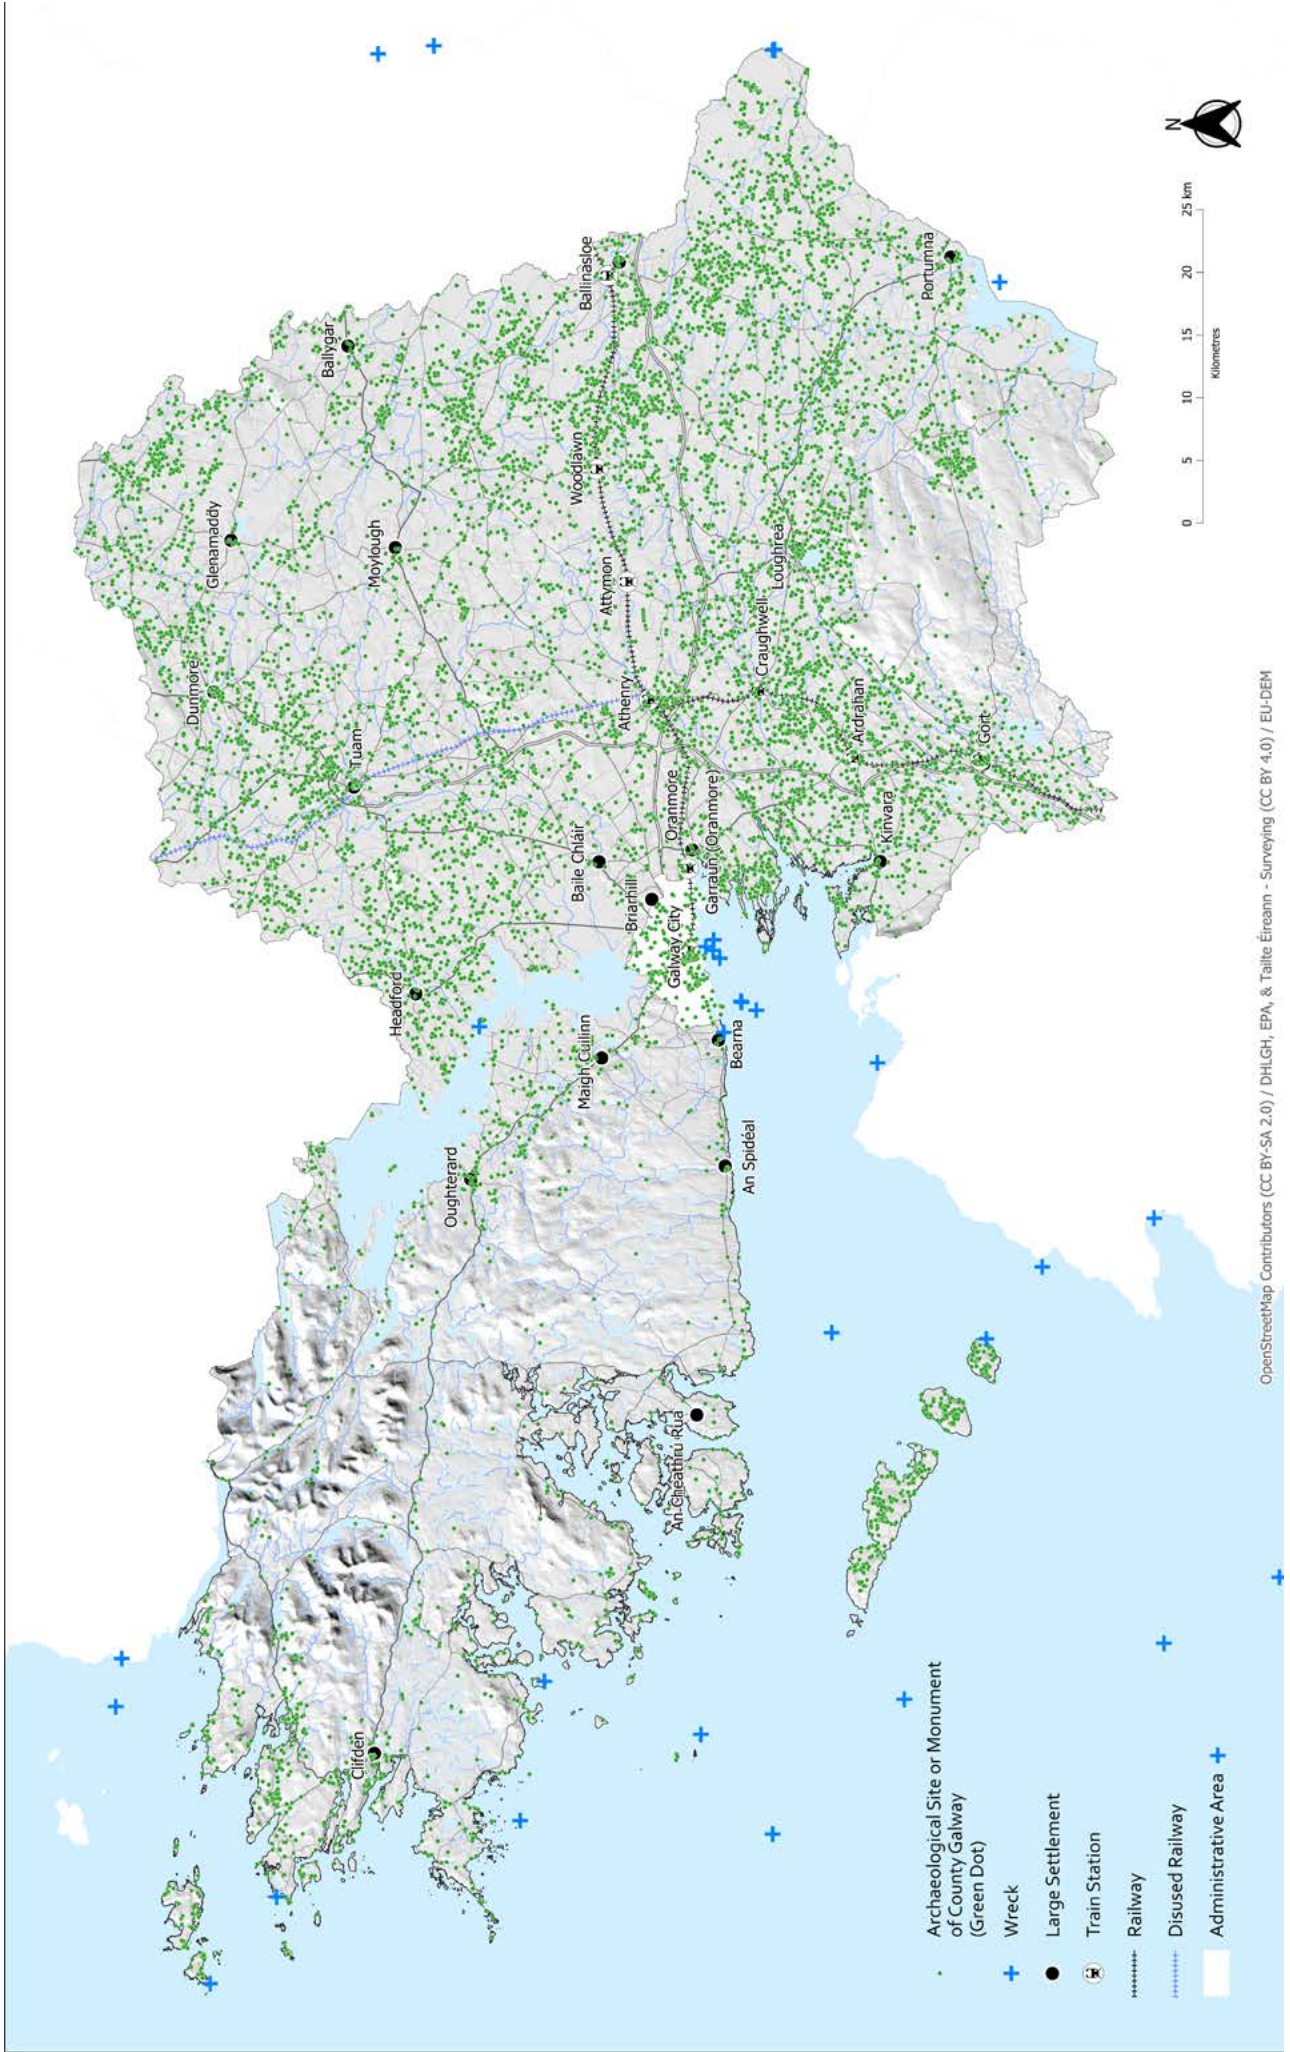 Glenamaddy
Dunmore
Ballygar
Moylough
Tuam
Headford
Clifden
Oughterard
Ballinasloe
Woodlawn
Attymon
Athenry
Baile Chláir
Maigh Cuilinn
Briarhill
Oranmore
Galway City
Garraun (Oranmore)
Bearna
An Spidéal
An Cheathrú Rua
Craughwell
Loughrea
Ardrahan
Kinvara
Gort
Portumna
N
Archaeological Site or Monument
of County Galway
(Green Dot)
Wreck
Large Settlement
Train Station
Railway
Disused Railway
Administrative Area
0 5 10 15 20 25 km
Kilometres
OpenStreetMap Contributors (CC BY-SA 2.0) / DHLGH, EPA, & Tailte Éireann - Surveying (CC BY 4.0) / EU-DEM